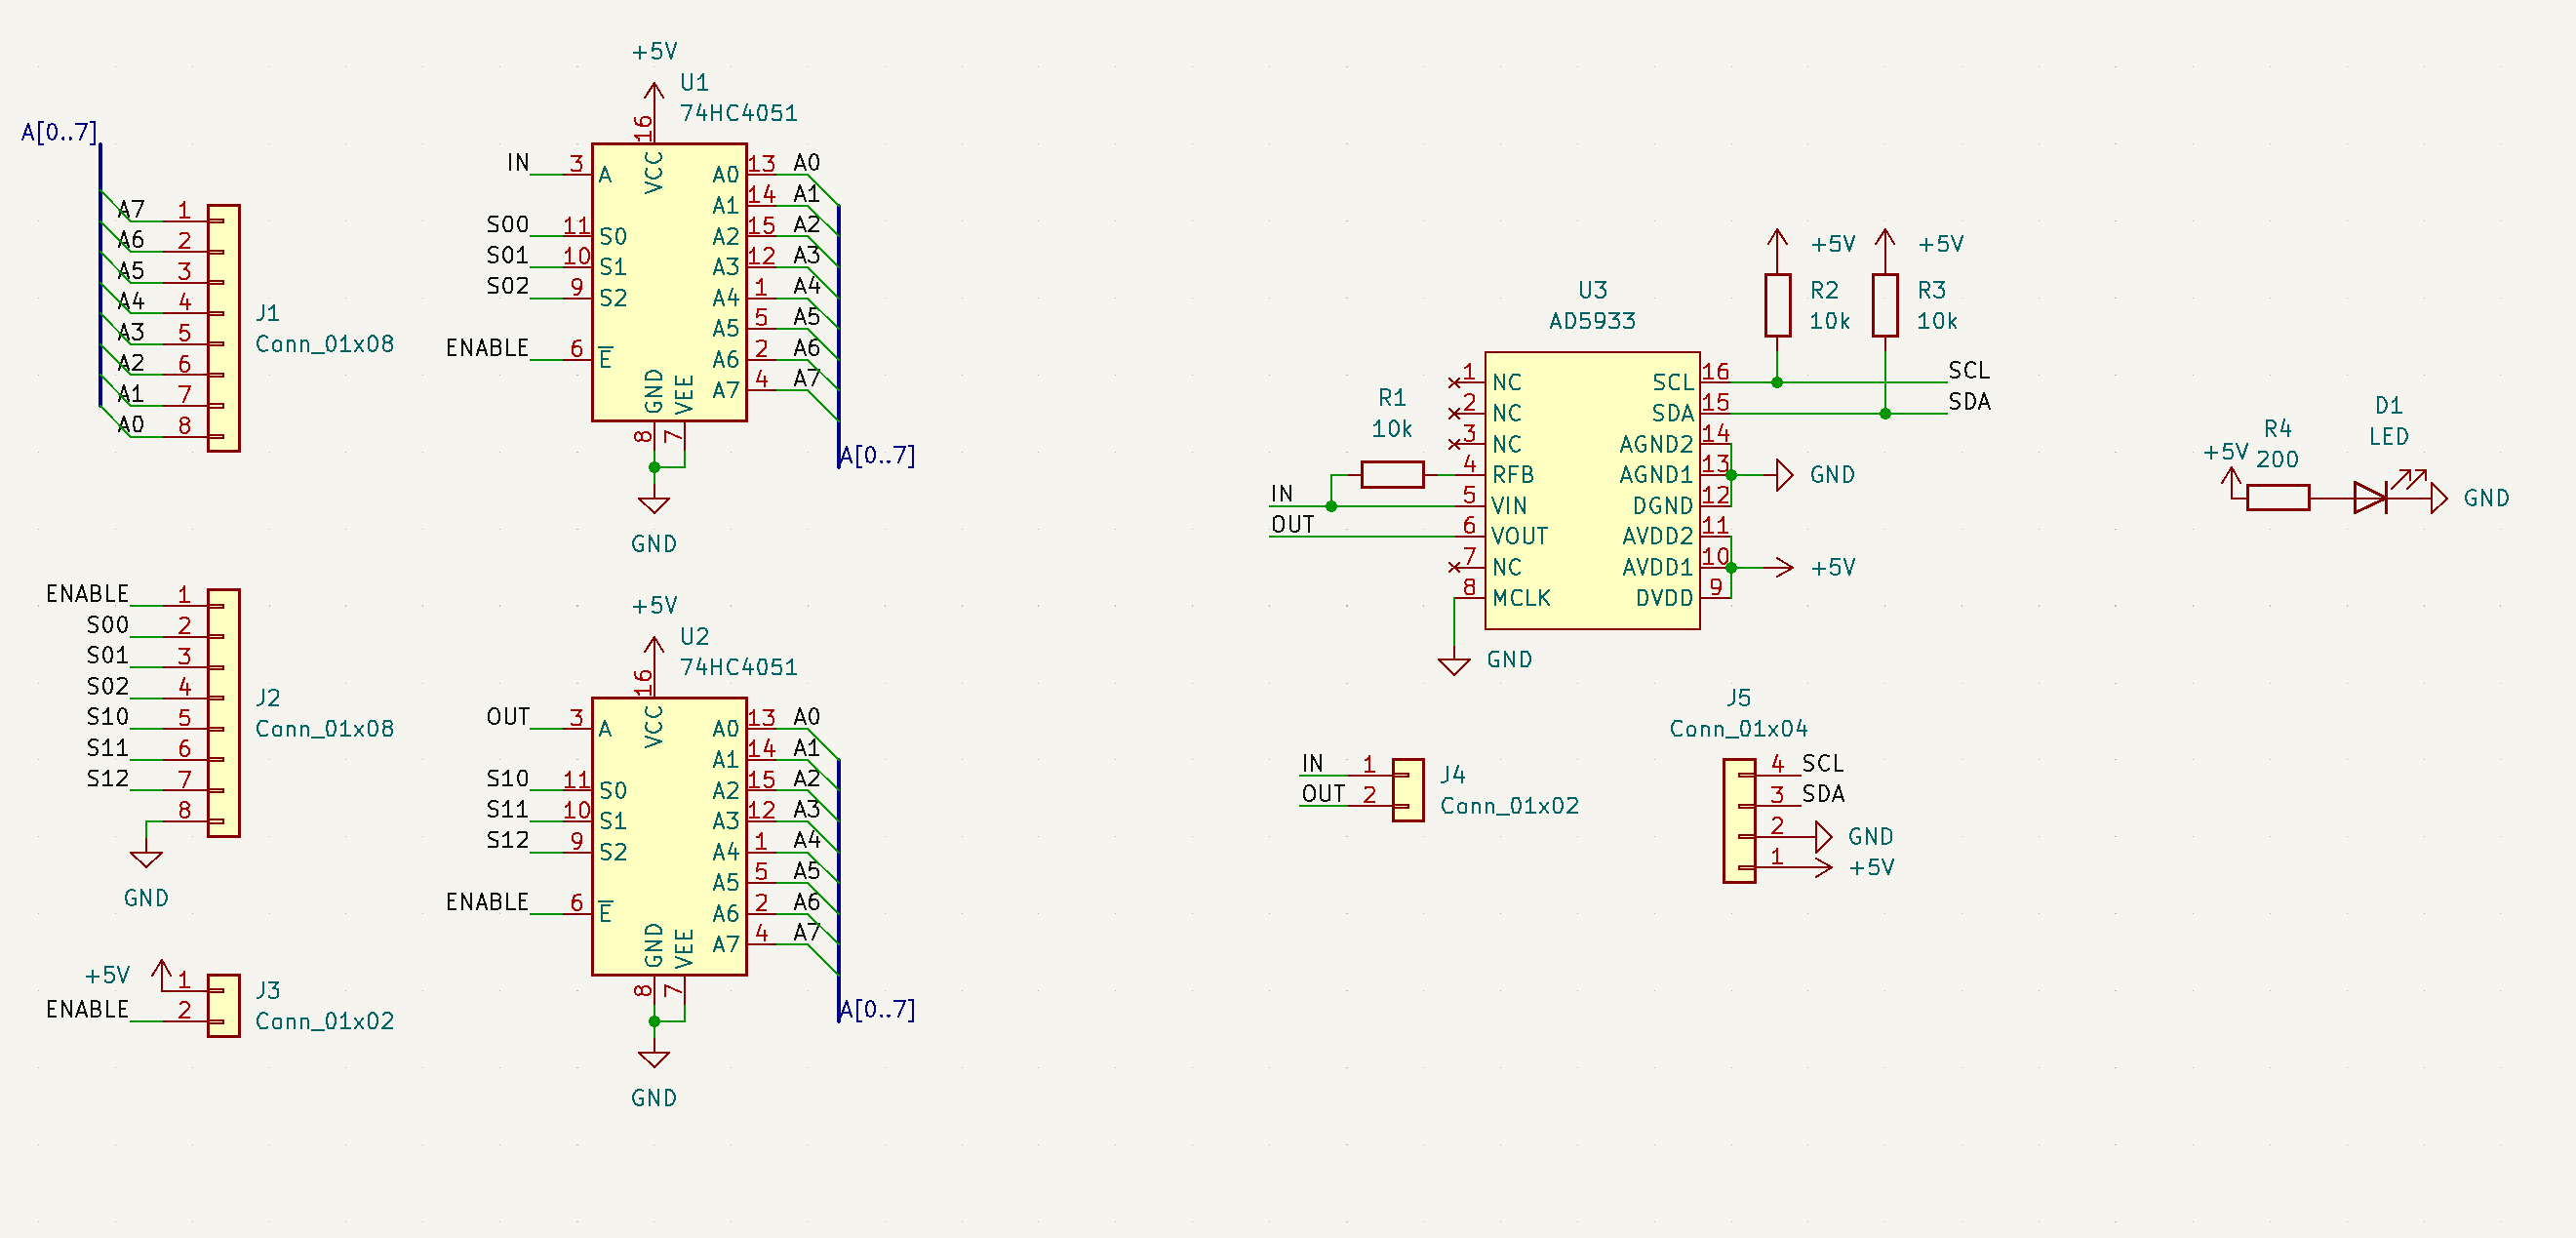 A[0..7]
A7 1
A6 2
A5 3
A4 4
A3 5
A2 6
A1 7
A0 8
J1
Conn_01x08
ENABLE 1
S00 2
S01 3
S02 4
S10 5
S11 6
S12 7
8
GND
J2
Conn_01x08
+5V 1
ENABLE 2
J3
Conn_01x02
+5V
U1
74HC4051
16
VCC
IN 3 A
S00 11 S0
S01 10 S1
S02 9 S2
ENABLE 6 E
A0 13 A0
A1 14 A1
A2 15 A2
A3 12 A3
A4 1 A4
A5 5 A5
A6 2 A6
A7 4 A7
GND VEE
8 7
A[0..7]
GND
+5V
U2
74HC4051
16
VCC
OUT 3 A
S10 11 S0
S11 10 S1
S12 9 S2
ENABLE 6 E
A0 13 A0
A1 14 A1
A2 15 A2
A3 12 A3
A4 1 A4
A5 5 A5
A6 2 A6
A7 4 A7
GND VEE
8 7
A[0..7]
GND
U3
AD5933
R1
10k
IN
OUT
1 NC
2 NC
3 NC
4 RFB
5 VIN
6 VOUT
7 NC
8 MCLK
GND
SCL 16
SDA 15
AGND2 14
AGND1 13
DGND 12
AVDD2 11
AVDD1 10
DVDD 9
+5V
R2
10k
+5V
R3
10k
SCL
SDA
GND
+5V
IN 1
OUT 2
J4
Conn_01x02
J5
Conn_01x04
4 SCL
3 SDA
2 GND
1 +5V
+5V
R4
200
D1
LED
GND